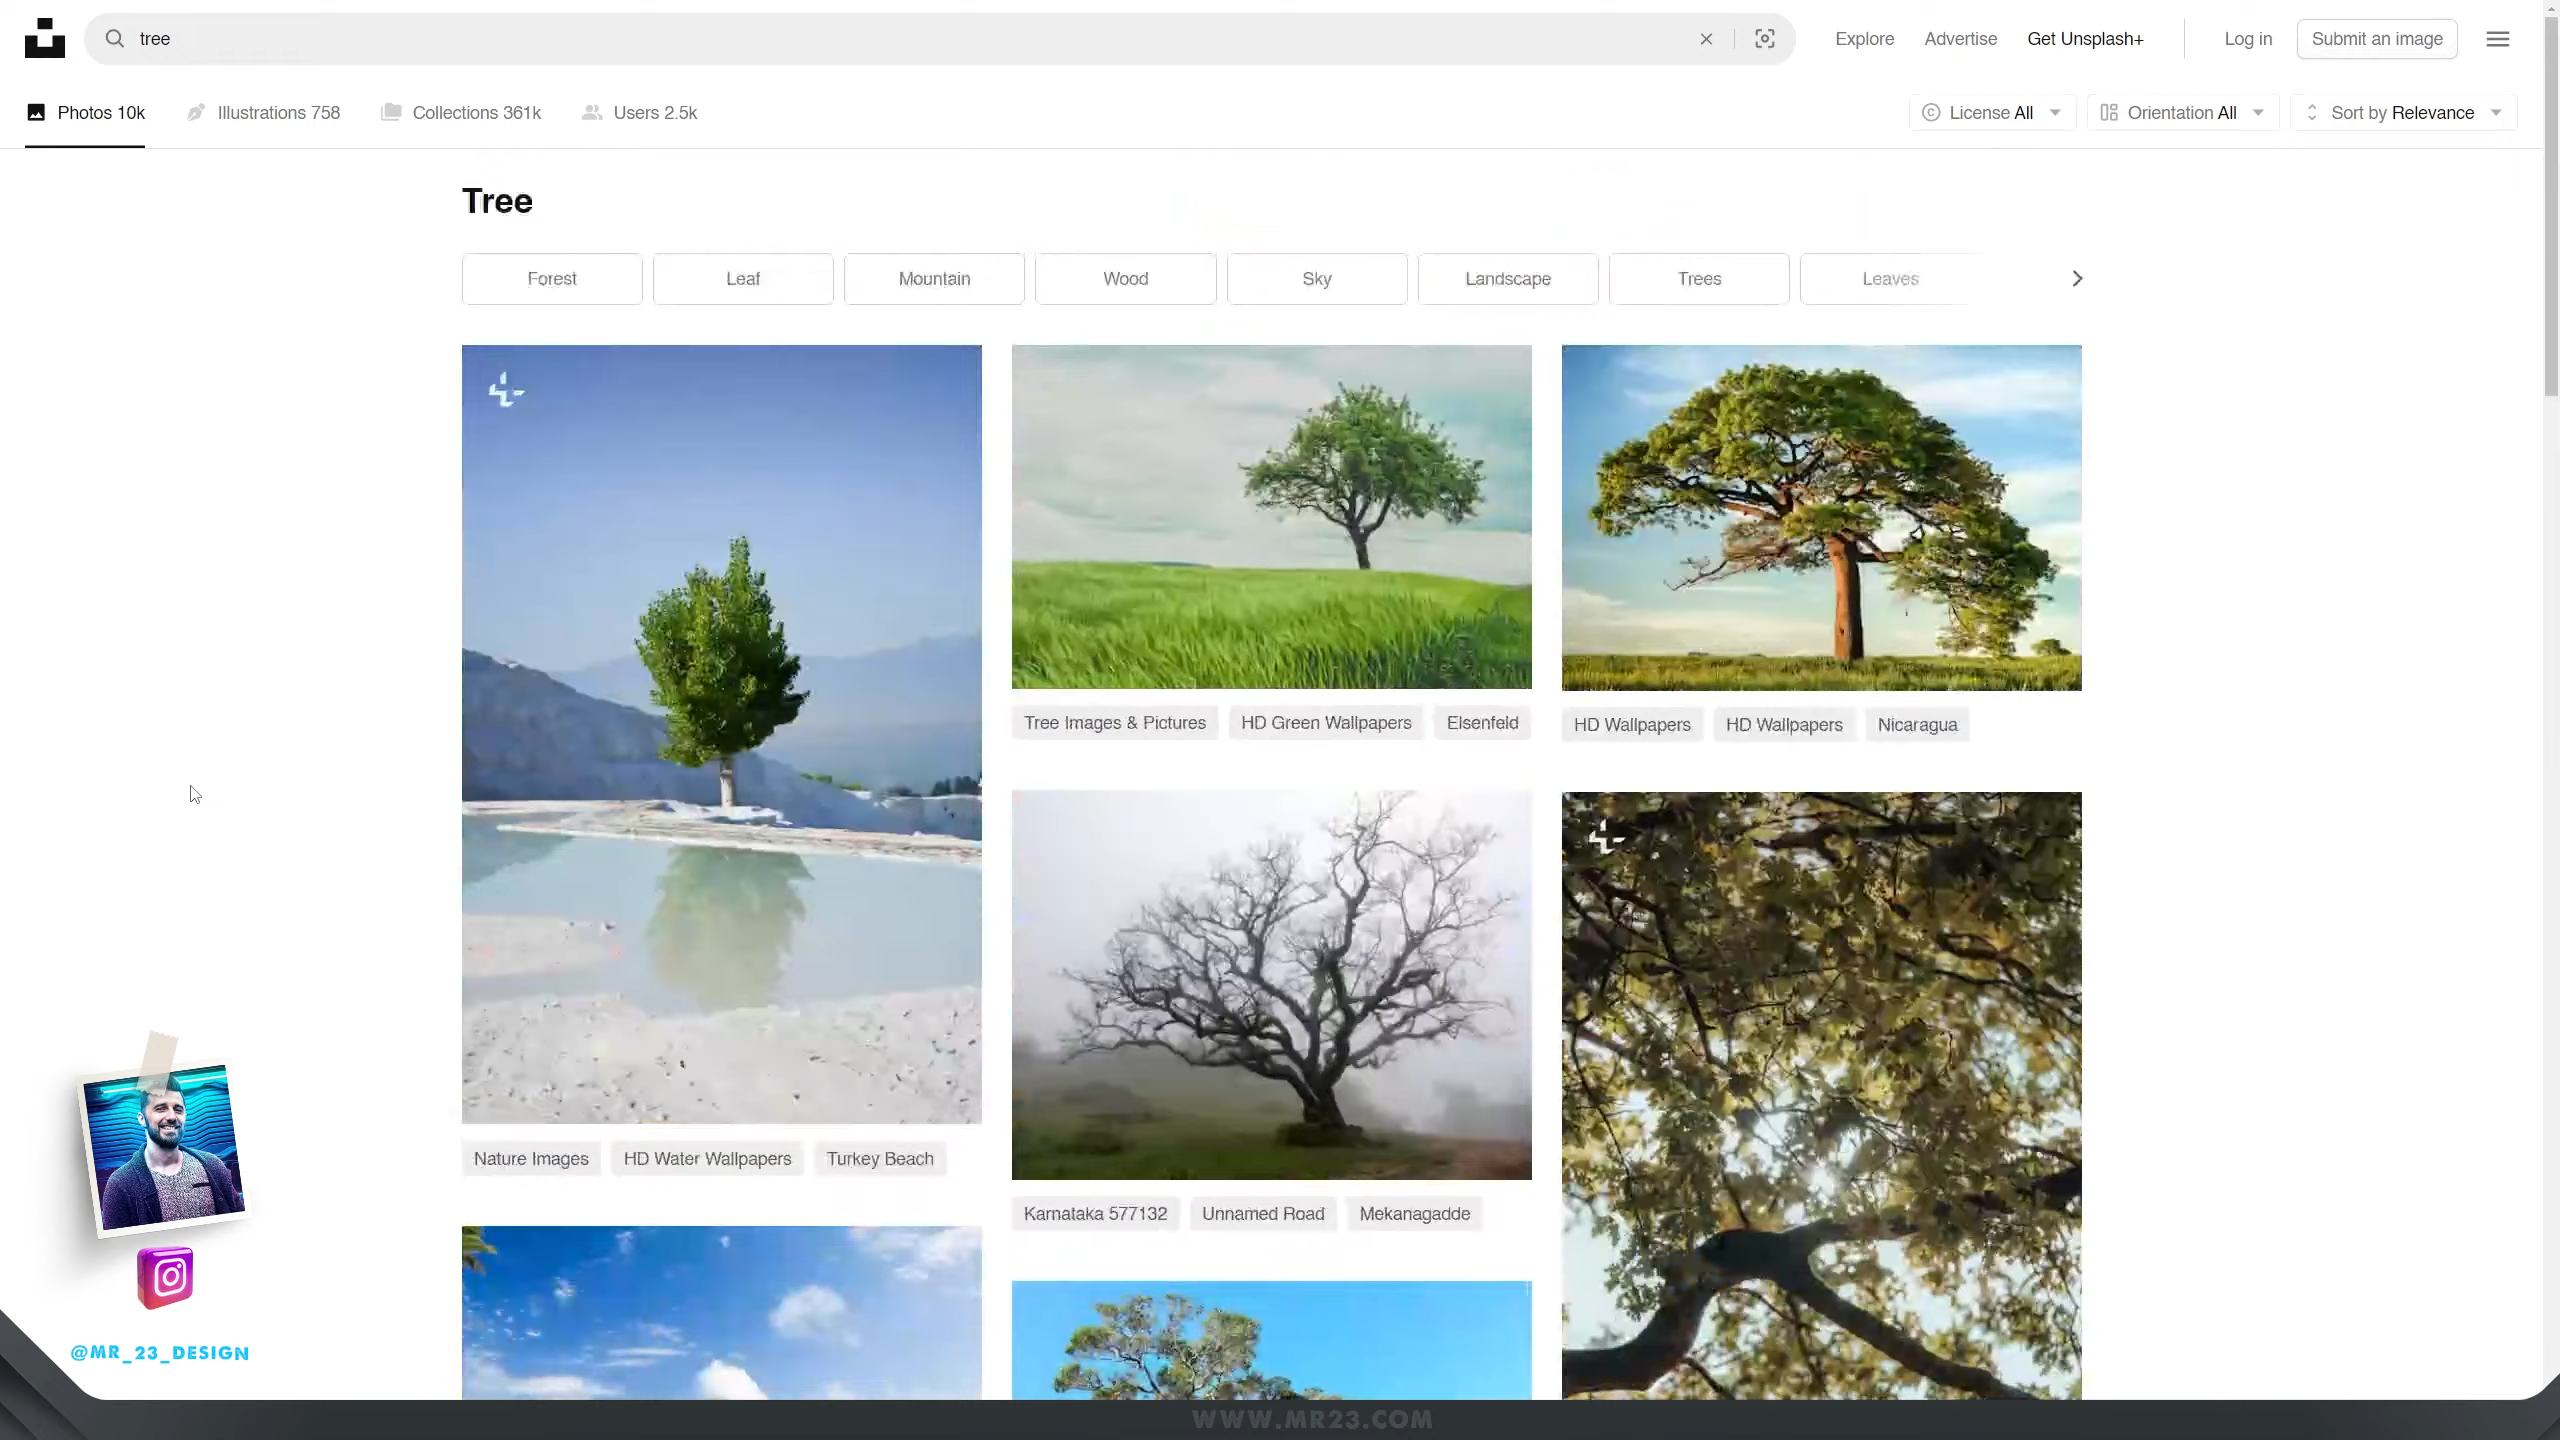 tree
Explore Advertise Get Unsplash+ Log in Submit an image
Photos 10k Illustrations 758 Collections 361k Users 2.5k License All Orientation All Sort by Relevance
Tree
Forest Leaf Mountain Wood Sky Landscape Trees Leaves
Tree Images & Pictures HD Green Wallpapers Elsenfeld
HD Wallpapers HD Wallpapers Nicaragua
Nature Images HD Water Wallpapers Turkey Beach
Karnataka 577132 Unnamed Road Mekanagadde
@MR_23_DESIGN
WWW.MR23.COM